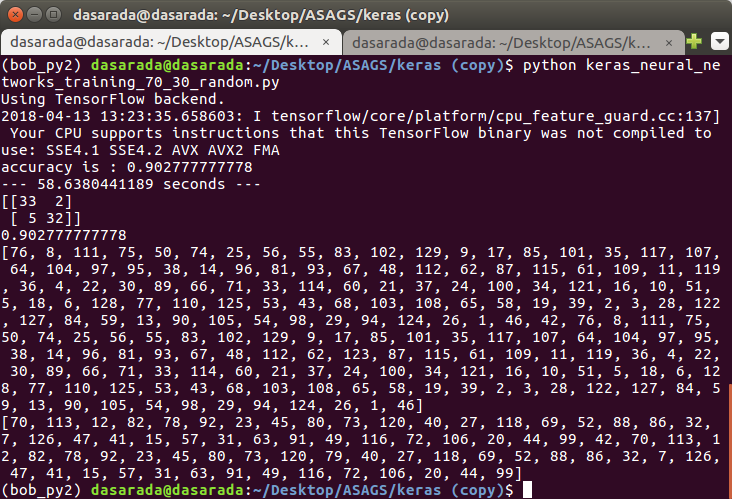 dasarada@dasarada: ~/Desktop/ASAGS/keras (copy)
dasarada@dasarada: ~/Desktop/ASAGS/k... × dasarada@dasarada: ~/Desktop/ASAGS/k... ×
(bob_py2) dasarada@dasarada:~/Desktop/ASAGS/keras (copy)$ python keras_neural_ne
tworks_training_70_30_random.py
Using TensorFlow backend.
2018-04-13 13:23:35.658603: I tensorflow/core/platform/cpu_feature_guard.cc:137]
 Your CPU supports instructions that this TensorFlow binary was not compiled to
use: SSE4.1 SSE4.2 AVX AVX2 FMA
accuracy is : 0.902777777778
--- 58.6380441189 seconds ---
[[33  2]
 [ 5 32]]
0.902777777778
[76, 8, 111, 75, 50, 74, 25, 56, 55, 83, 102, 129, 9, 17, 85, 101, 35, 117, 107,
 64, 104, 97, 95, 38, 14, 96, 81, 93, 67, 48, 112, 62, 87, 115, 61, 109, 11, 119
, 36, 4, 22, 30, 89, 66, 71, 33, 114, 60, 21, 37, 24, 100, 34, 121, 16, 10, 51,
5, 18, 6, 128, 77, 110, 125, 53, 43, 68, 103, 108, 65, 58, 19, 39, 2, 3, 28, 122
, 127, 84, 59, 13, 90, 105, 54, 98, 29, 94, 124, 26, 1, 46, 42, 76, 8, 111, 75,
50, 74, 25, 56, 55, 83, 102, 129, 9, 17, 85, 101, 35, 117, 107, 64, 104, 97, 95,
 38, 14, 96, 81, 93, 67, 48, 112, 62, 123, 87, 115, 61, 109, 11, 119, 36, 4, 22,
 30, 89, 66, 71, 33, 114, 60, 21, 37, 24, 100, 34, 121, 16, 10, 51, 5, 18, 6, 12
8, 77, 110, 125, 53, 43, 68, 103, 108, 65, 58, 19, 39, 2, 3, 28, 122, 127, 84, 5
9, 13, 90, 105, 54, 98, 29, 94, 124, 26, 1, 46]
[70, 113, 12, 82, 78, 92, 23, 45, 80, 73, 120, 40, 27, 118, 69, 52, 88, 86, 32,
7, 126, 47, 41, 15, 57, 31, 63, 91, 49, 116, 72, 106, 20, 44, 99, 42, 70, 113, 1
2, 82, 78, 92, 23, 45, 80, 73, 120, 79, 40, 27, 118, 69, 52, 88, 86, 32, 7, 126,
 47, 41, 15, 57, 31, 63, 91, 49, 116, 72, 106, 20, 44, 99]
(bob_py2) dasarada@dasarada:~/Desktop/ASAGS/keras (copy)$